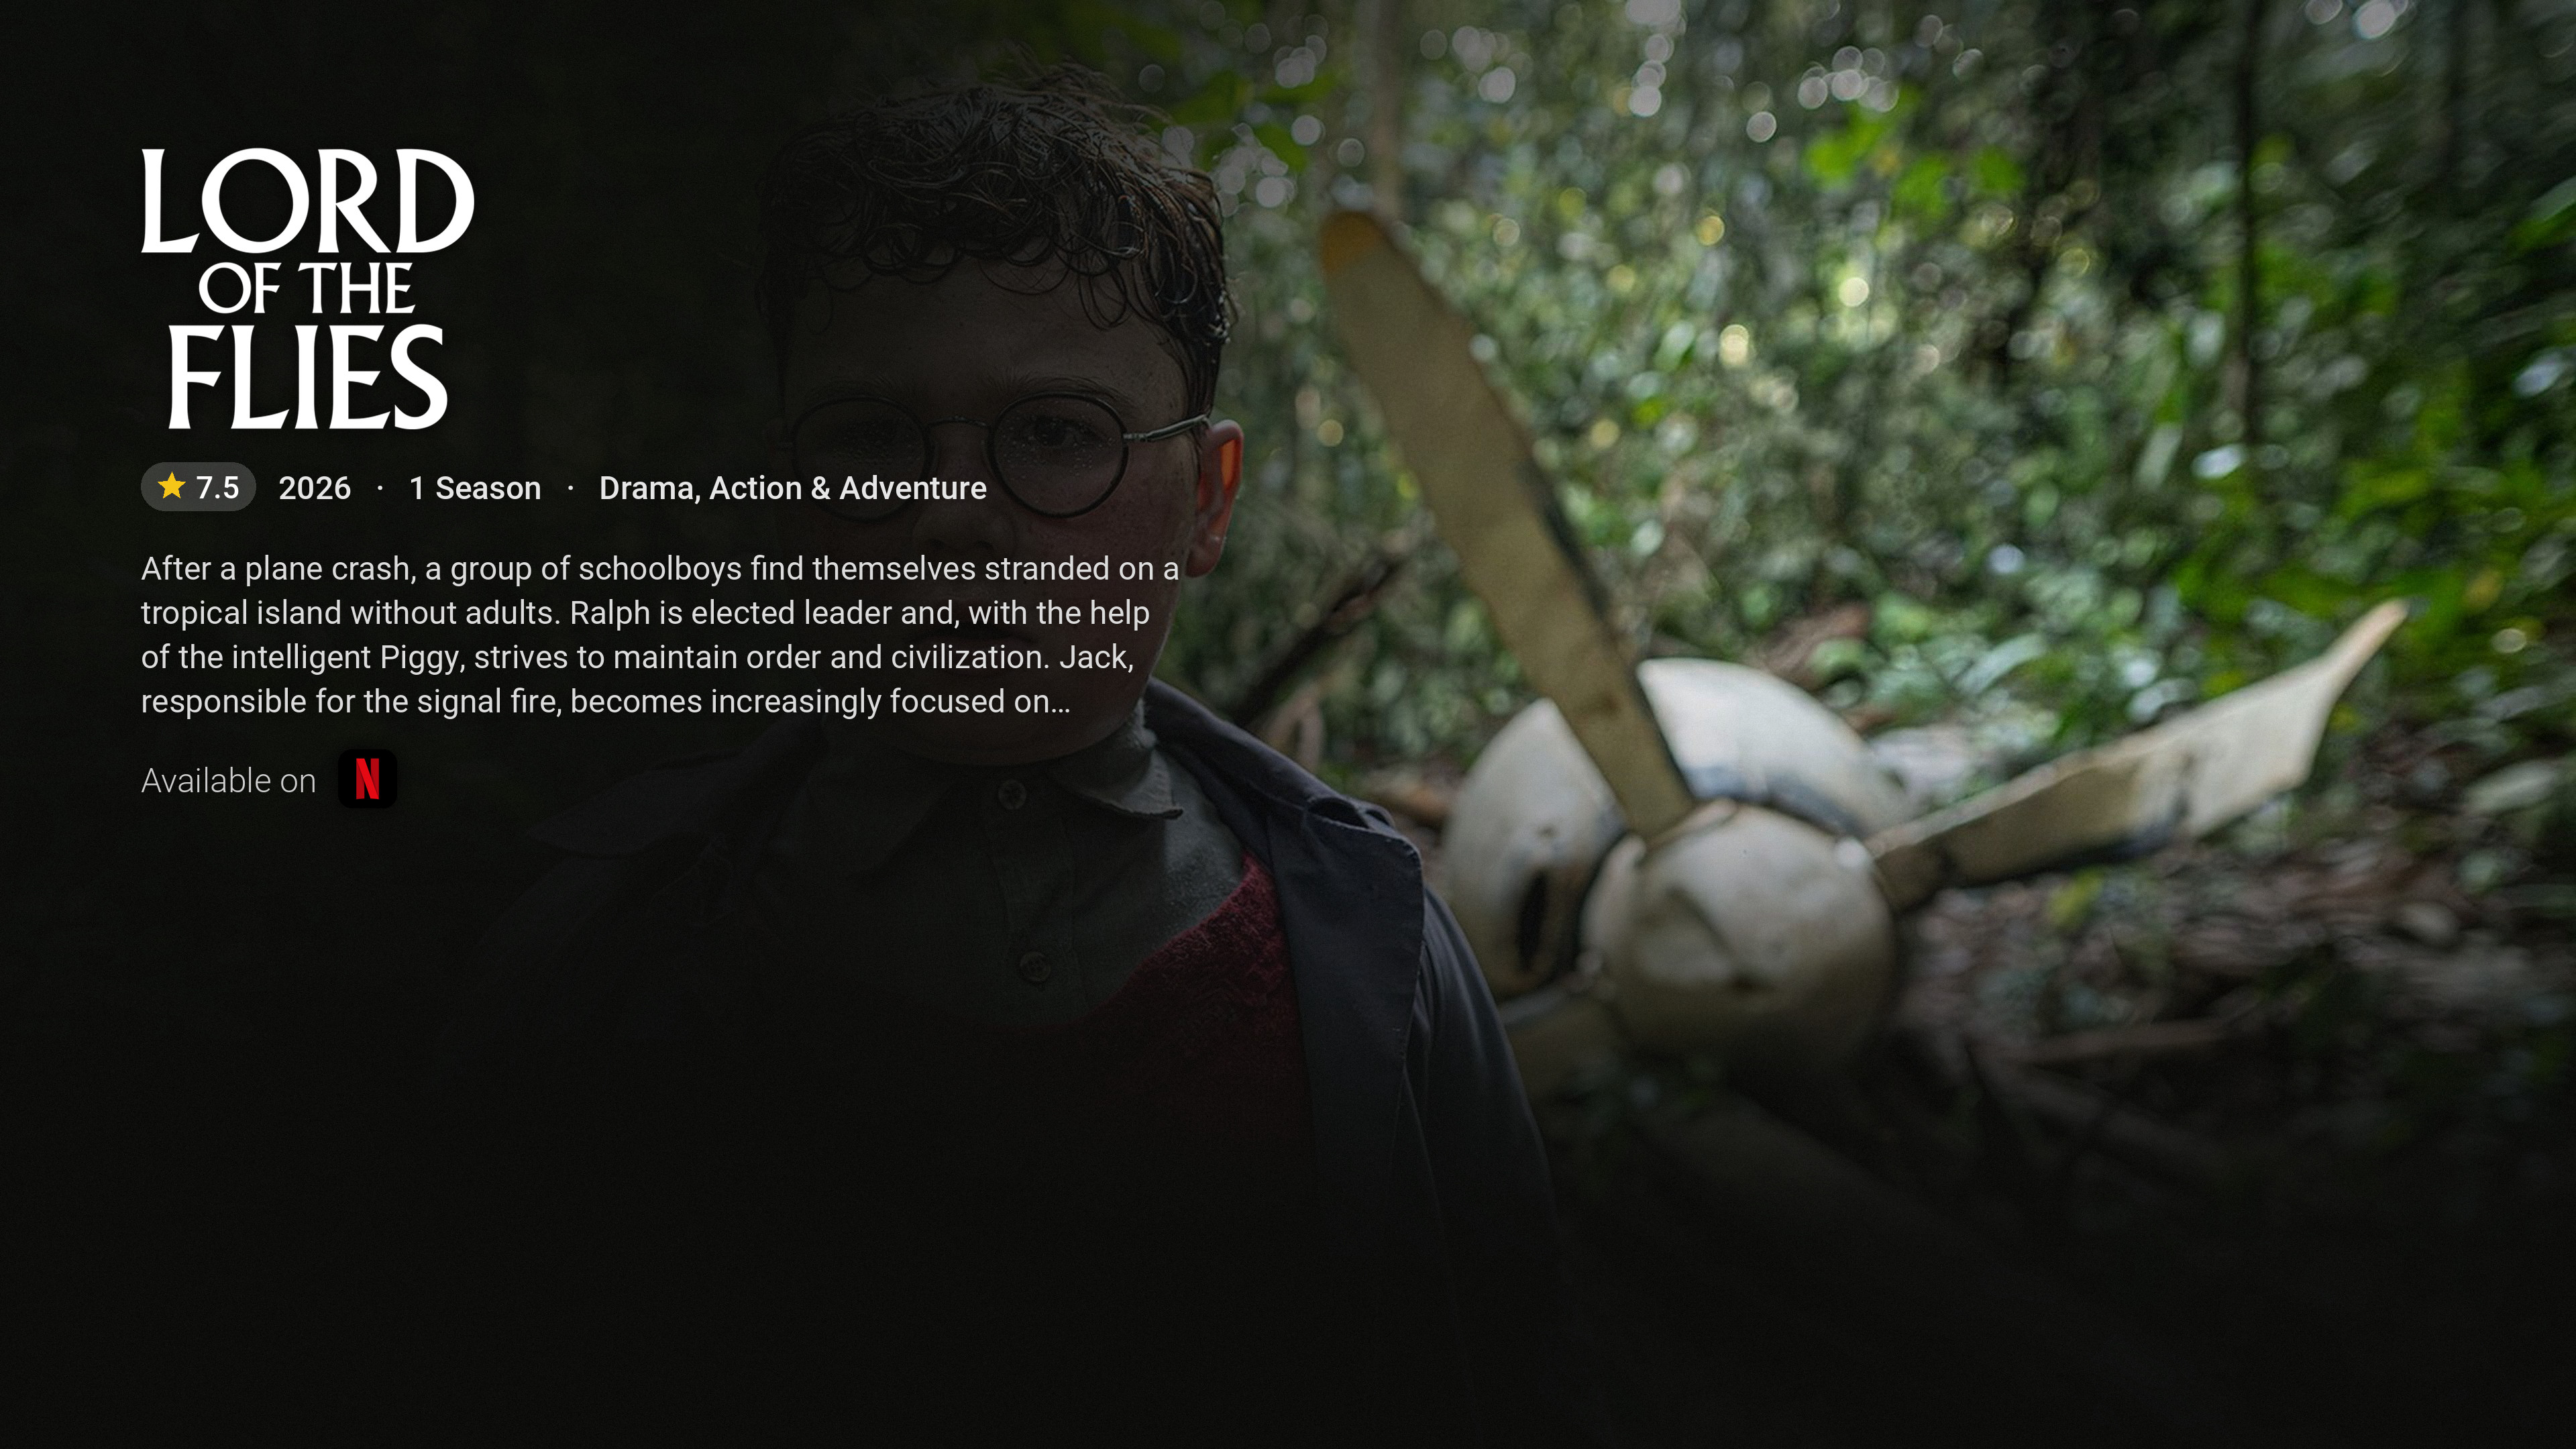 LORD
OF THE
FLIES
7.5 2026 · 1 Season · Drama, Action & Adventure
After a plane crash, a group of schoolboys find themselves stranded on a
tropical island without adults. Ralph is elected leader and, with the help
of the intelligent Piggy, strives to maintain order and civilization. Jack,
responsible for the signal fire, becomes increasingly focused on...
Available on N